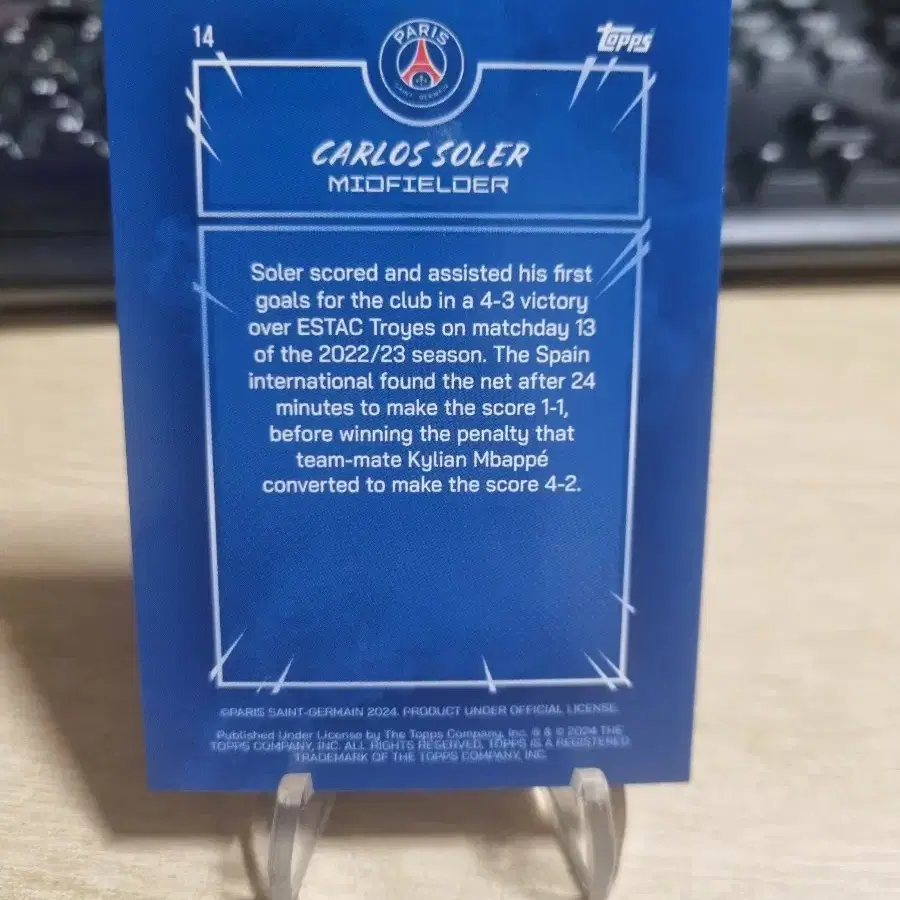 14
PARIS
SAINT-GERMAIN
Topps
CARLOS SOLER
MIDFIELDER
Soler scored and assisted his first
goals for the club in a 4-3 victory
over ESTAC Troyes on matchday 13
of the 2022/23 season. The Spain
international found the net after 24
minutes to make the score 1-1,
before winning the penalty that
team-mate Kylian Mbappé
converted to make the score 4-2.
©PARIS SAINT-GERMAIN 2024. PRODUCT UNDER OFFICIAL LICENSE.
Published Under License by The Topps Company, Inc. ® & © 2024 THE
TOPPS COMPANY, INC. ALL RIGHTS RESERVED. TOPPS IS A REGISTERED
TRADEMARK OF THE TOPPS COMPANY, INC.